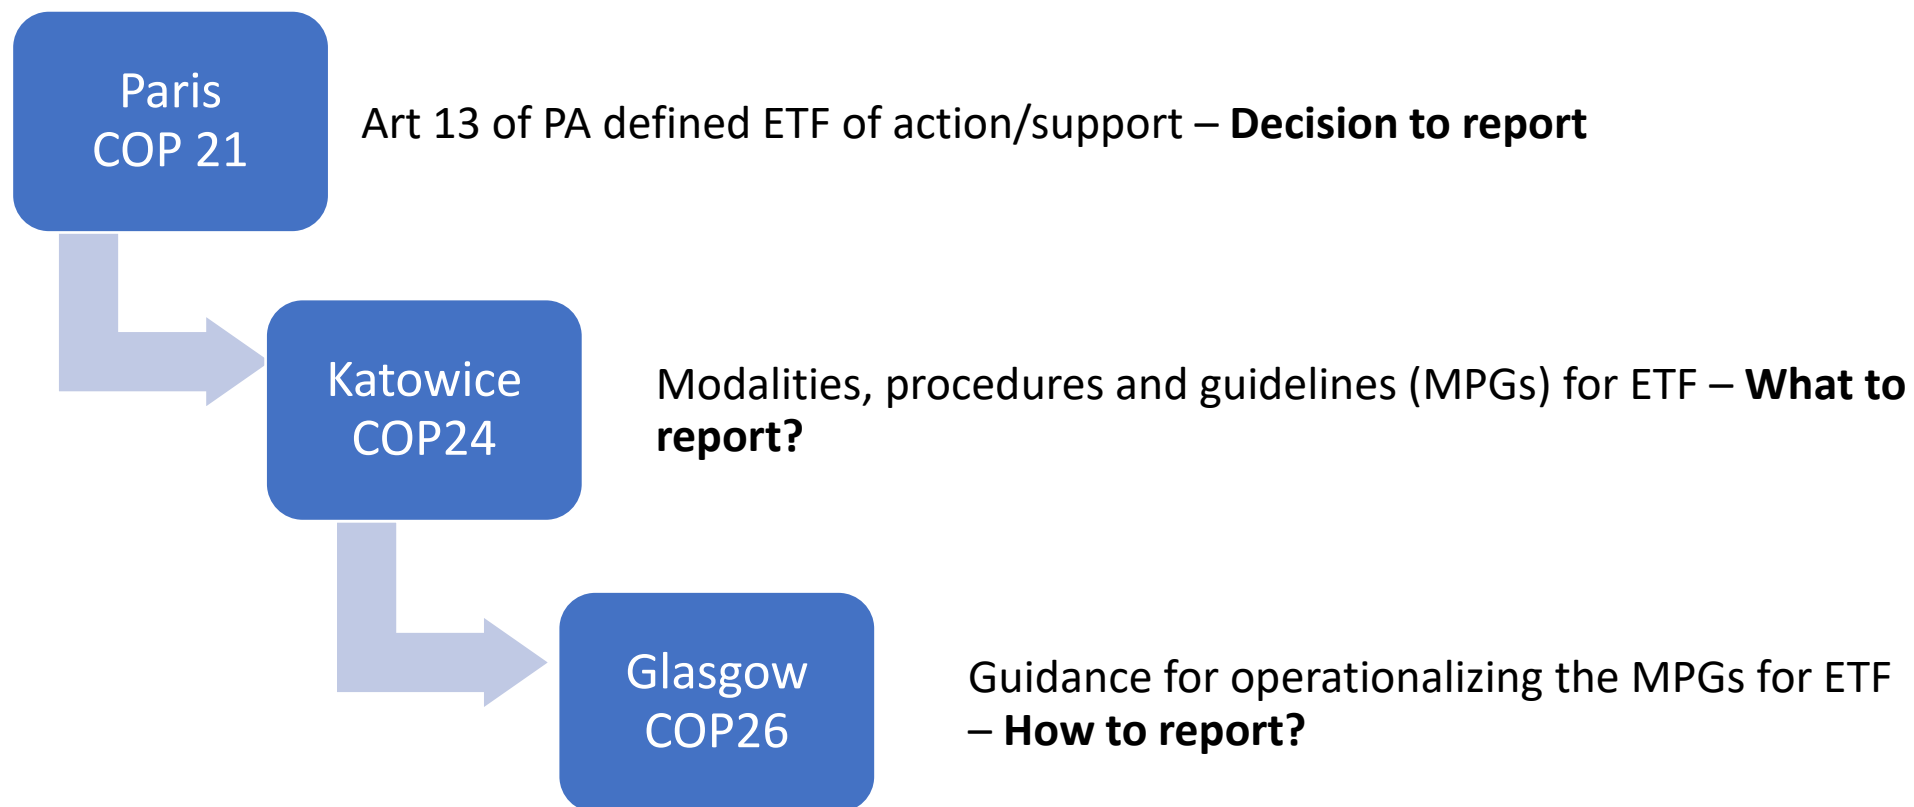 Paris
COP 21
Art 13 of PA defined ETF of action/support – Decision to report
Katowice
COP24
Modalities, procedures and guidelines (MPGs) for ETF – What to
report?
Glasgow
COP26
Guidance for operationalizing the MPGs for ETF
– How to report?